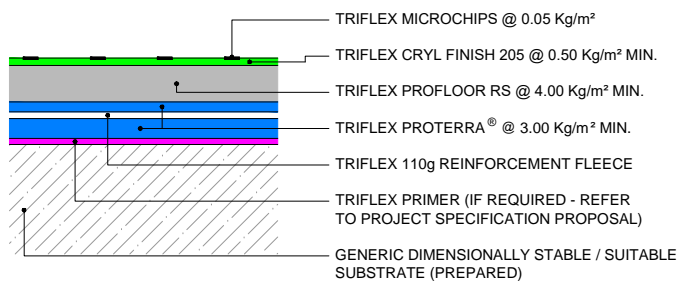 TRIFLEX MICROCHIPS @ 0.05 Kg/m²
TRIFLEX CRYL FINISH 205 @ 0.50 Kg/m² MIN.
TRIFLEX PROFLOOR RS @ 4.00 Kg/m² MIN.
TRIFLEX PROTERRA® @ 3.00 Kg/m² MIN.
TRIFLEX 110g REINFORCEMENT FLEECE
TRIFLEX PRIMER (IF REQUIRED - REFER
TO PROJECT SPECIFICATION PROPOSAL)
GENERIC DIMENSIONALLY STABLE / SUITABLE
SUBSTRATE (PREPARED)